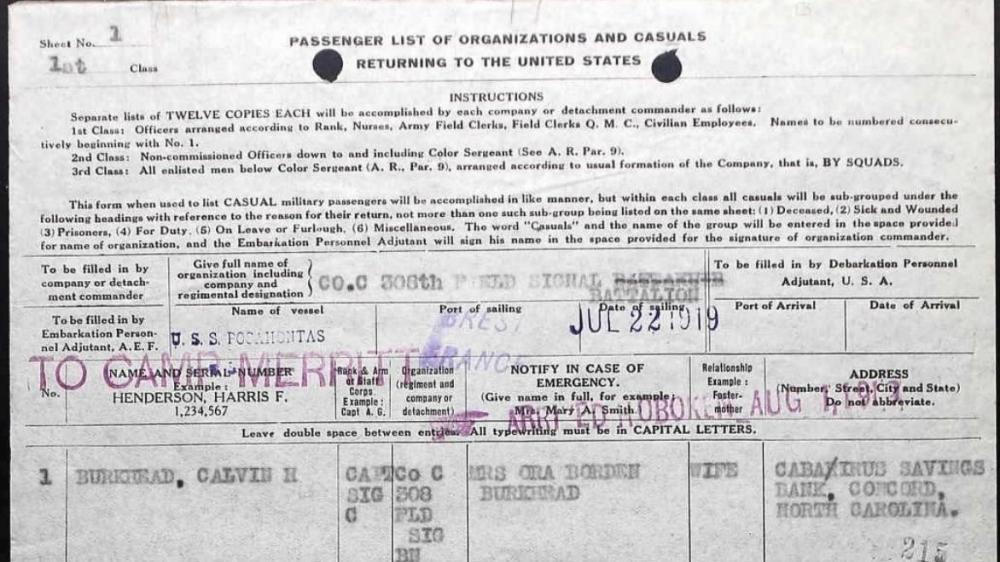 Sheet No. 1
1st Class
PASSENGER LIST OF ORGANIZATIONS AND CASUALS
RETURNING TO THE UNITED STATES
INSTRUCTIONS
Separate lists of TWELVE COPIES EACH will be accomplished by each company or detachment commander as follows:
1st Class: Officers arranged according to Rank, Nurses, Army Field Clerks, Field Clerks Q. M. C., Civilian Employees. Names to be numbered consecu-
tively beginning with No. 1.
2nd Class: Non-commissioned Officers down to and including Color Sergeant (See A. R. Par. 9).
3rd Class: All enlisted men below Color Sergeant (A. R., Par. 9), arranged according to usual formation of the Company, that is, BY SQUADS.
This form when used to list CASUAL military passengers will be accomplished in like manner, but within each class all casuals will be sub-grouped under the
following headings with reference to the reason for their return, not more than one such sub-group being listed on the same sheet: (1) Deceased, (2) Sick and Wounded
(3) Prisoners, (4) For Duty, (5) On Leave or Furlough, (6) Miscellaneous. The word "Casuals" and the name of the group will be entered in the space provided
for name of organization, and the Embarkation Personnel Adjutant will sign his name in the space provided for the signature of organization commander.
To be filled in by
company or detach-
ment commander
Give full name of
organization including
company and
regimental designation
CO.C 308th FIELD SIGNAL
BATTALION
To be filled in by Debarkation Personnel
Adjutant, U. S. A.
To be filled in by
Embarkation Person-
nel Adjutant, A. E. F.
Name of vessel
U. S. S. POCAHONTAS
Port of sailing
BREST
FRANCE
Date of sailing
JUL 22 1919
Port of Arrival
Date of Arrival
TO CAMP MERRITT
No.
NAME AND SERIAL NUMBER
Example:
HENDERSON, HARRIS F.
1,234,567
Rank & Arm
or Staff
Corps.
Example:
Capt A. G.
Organization
(regiment and
company or
detachment)
NOTIFY IN CASE OF
EMERGENCY.
(Give name in full, for example:
Mrs. Mary A. Smith
Relationship
Example:
Foster-
mother
ADDRESS
(Number, Street, City and State)
Do not abbreviate.
ARRIVED HOBOKEN AUG 1, 1919
Leave double space between entries. All typewriting must be in CAPITAL LETTERS.
1 BURKHEAD, CALVIN H
CAPT
SIG
C
Co C
308
FLD
SIG
BN
MRS ORA BORDEN
BURKHEAD
WIFE
CABA/IRUS SAVINGS
BANK, CONCORD,
NORTH CAROLINA.
215